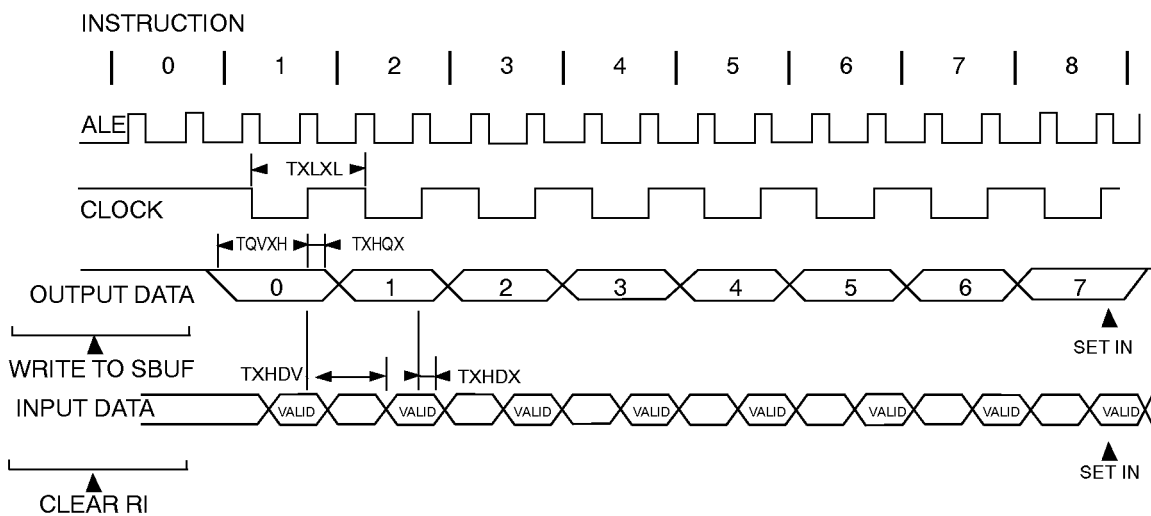 INSTRUCTION
0 1 2 3 4 5 6 7 8
ALE
TXLXL
CLOCK
TQVXH TXHQX
OUTPUT DATA 0 1 2 3 4 5 6 7
SET IN
WRITE TO SBUF
TXHDV TXHDX
INPUT DATA VALID VALID VALID VALID VALID VALID VALID VALID
SET IN
CLEAR RI